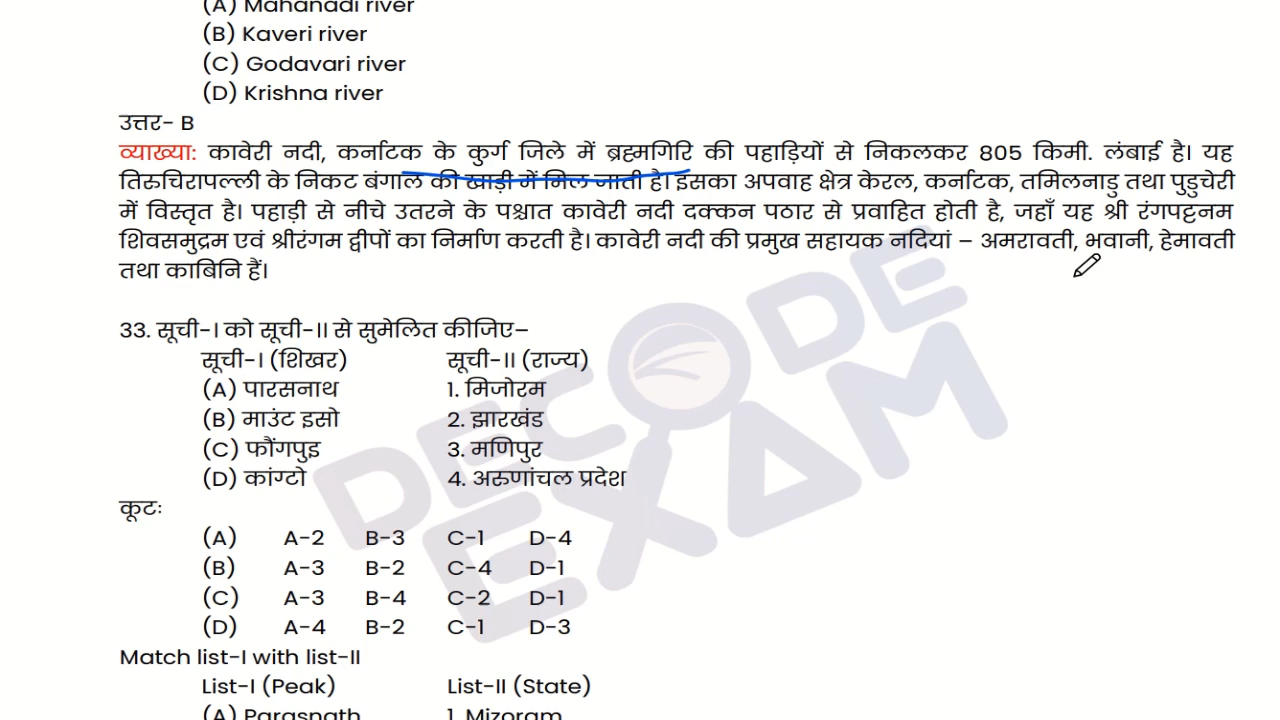 (A) Mahanadi river
(B) Kaveri river
(C) Godavari river
(D) Krishna river
उत्तर- B
व्याख्या: कावेरी नदी, कर्नाटक के कुर्ग जिले में ब्रह्मगिरि की पहाड़ियों से निकलकर 805 किमी. लंबाई है। यह
तिरुचिरापल्ली के निकट बंगाल की खाड़ी में मिल जाती है। इसका अपवाह क्षेत्र केरल, कर्नाटक, तमिलनाडु तथा पुडुचेरी
में विस्तृत है। पहाड़ी से नीचे उतरने के पश्चात कावेरी नदी दक्कन पठार से प्रवाहित होती है, जहाँ यह श्री रंगपट्टनम
शिवसमुद्रम एवं श्रीरंगम द्वीपों का निर्माण करती है। कावेरी नदी की प्रमुख सहायक नदियां – अमरावती, भवानी, हेमावती
तथा काबिनि हैं।
33. सूची-I को सूची-II से सुमेलित कीजिए–
सूची-I (शिखर) सूची-II (राज्य)
(A) पारसनाथ 1. मिजोरम
(B) माउंट इसो 2. झारखंड
(C) फौंगपुइ 3. मणिपुर
(D) कांग्टो 4. अरुणांचल प्रदेश
कूटः
(A) A-2 B-3 C-1 D-4
(B) A-3 B-2 C-4 D-1
(C) A-3 B-4 C-2 D-1
(D) A-4 B-2 C-1 D-3
Match list-I with list-II
List-I (Peak) List-II (State)
(A) Parasnath 1. Mizoram
DECODE
EXAM